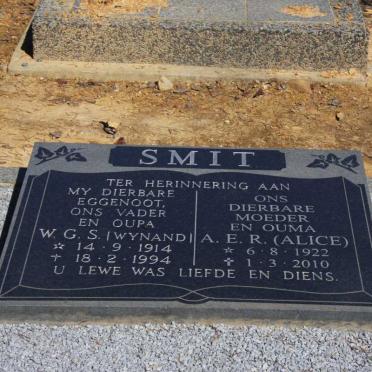 SMIT
TER HERINNERING AAN
MY DIERBARE
EGGENOOT,
ONS VADER
EN OUPA
W.G.S. (WYNAND)
☆ 14·9·1914
✝ 18·2·1994
ONS
DIERBARE
MOEDER
EN OUMA
A.E.R. (ALICE)
☆ 6·8·1922
✝ 1·3·2010
U LEWE WAS LIEFDE EN DIENS.